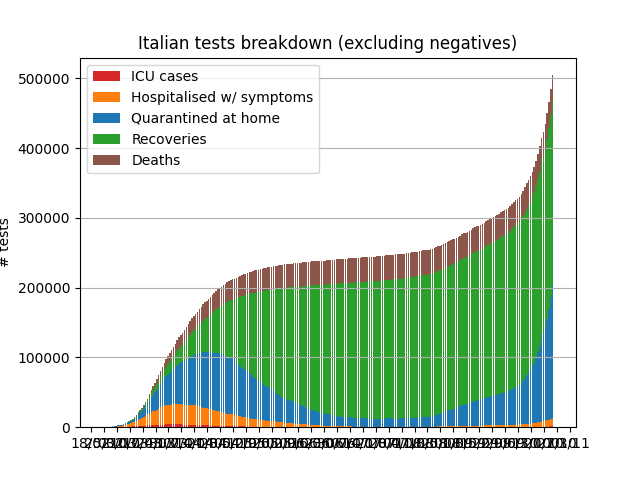 Italian tests breakdown (excluding negatives)
ICU cases
Hospitalised w/ symptoms
Quarantined at home
Recoveries
Deaths
500000
400000
300000
200000
100000
0
# tests